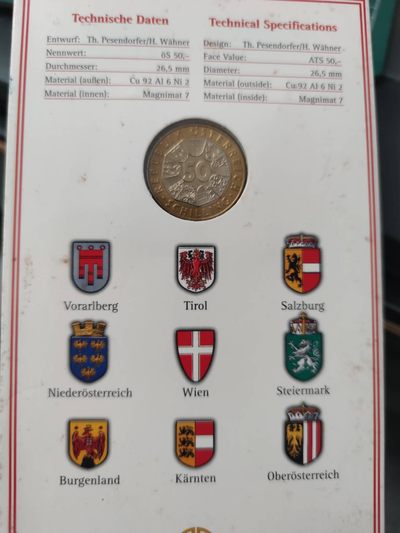 Technische Daten
Entwurf: Th. Pesendorfer/H. Wähner
Nennwert: öS 50,-
Durchmesser: 26,5 mm
Material (außen): Cu 92 Al 6 Ni 2
Material (innen): Magnimat 7
Technical Specifications
Design: Th. Pesendorfer/H. Wähner
Face Value: ATS 50,-
Diameter: 26,5 mm
Material (outside): Cu 92 Al 6 Ni 2
Material (inside): Magnimat 7
REPUBLIK ÖSTERREICH
50
SCHILLING
Vorarlberg
Tirol
Salzburg
Niederösterreich
Wien
Steiermark
Burgenland
Kärnten
Oberösterreich